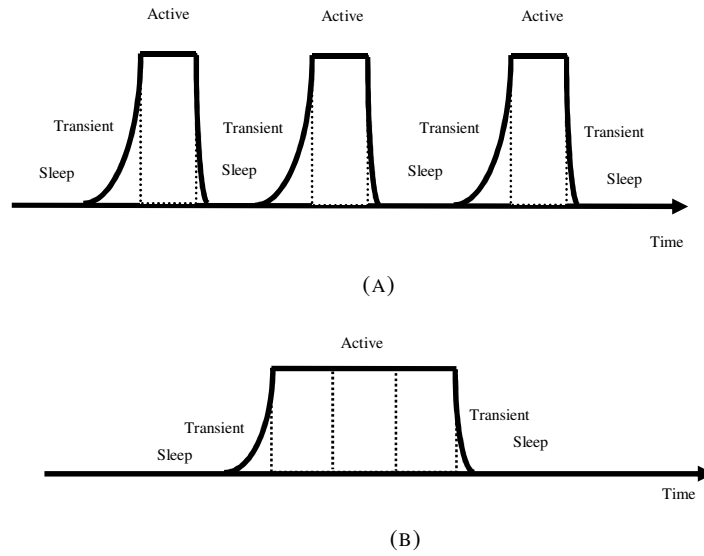 Active Active Active
Transient Transient Transient Transient
Sleep Sleep Sleep Sleep
Time
(A)
Active
Transient Transient
Sleep Sleep
Time
(B)